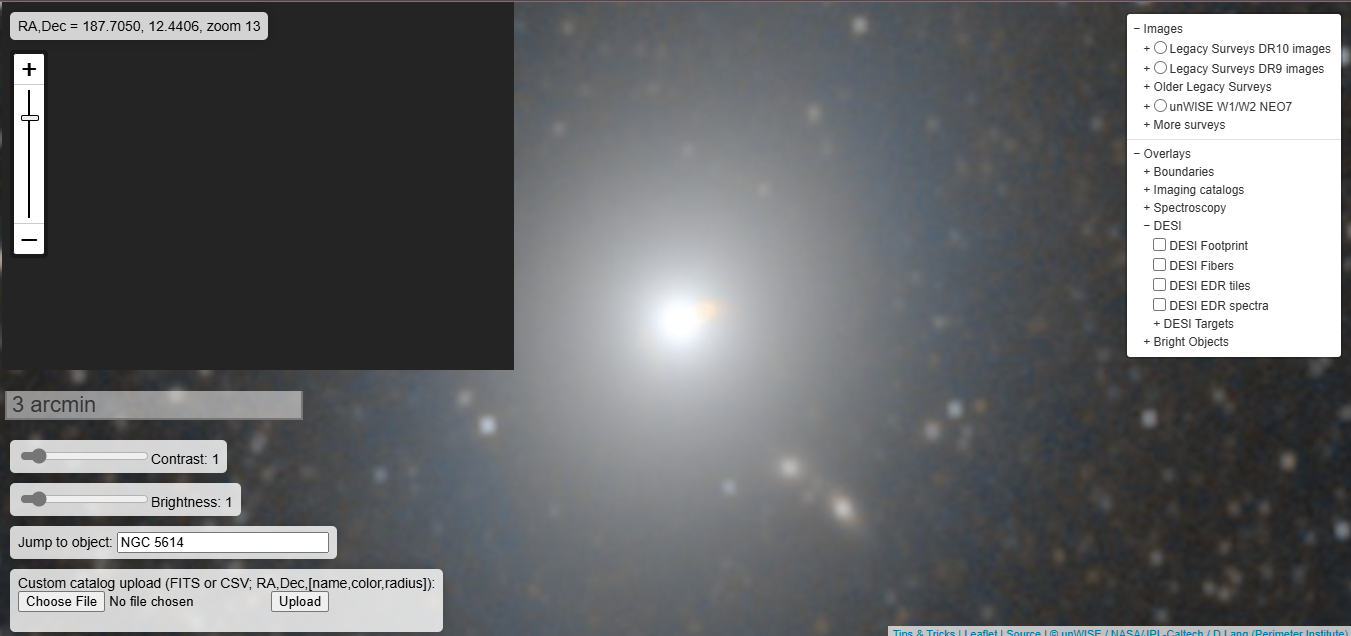 RA,Dec = 187.7050, 12.4406, zoom 13
+
−
3 arcmin
Contrast: 1
Brightness: 1
Jump to object: NGC 5614
Custom catalog upload (FITS or CSV; RA,Dec,[name,color,radius]):
Choose File No file chosen Upload
− Images
+ Legacy Surveys DR10 images
+ Legacy Surveys DR9 images
+ Older Legacy Surveys
+ unWISE W1/W2 NEO7
+ More surveys
− Overlays
+ Boundaries
+ Imaging catalogs
+ Spectroscopy
− DESI
DESI Footprint
DESI Fibers
DESI EDR tiles
DESI EDR spectra
+ DESI Targets
+ Bright Objects
Tips & Tricks | Leaflet | Source | © unWISE / NASA/JPL-Caltech / D.Lang (Perimeter Institute)